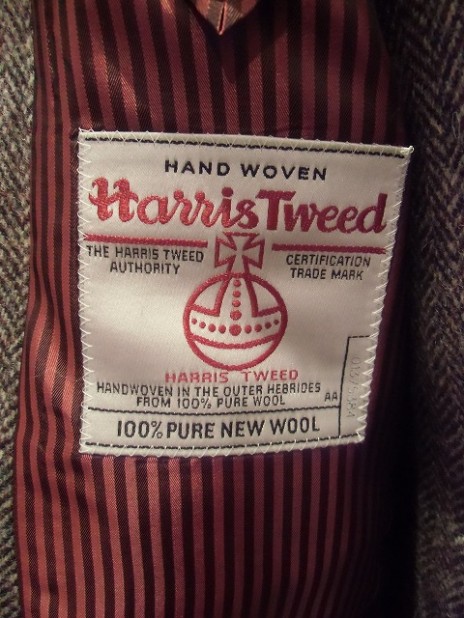 HAND WOVEN
Harris Tweed
THE HARRIS TWEED AUTHORITY
CERTIFICATION TRADE MARK
HARRIS TWEED
HANDWOVEN IN THE OUTER HEBRIDES
FROM 100% PURE WOOL
AA
100% PURE NEW WOOL